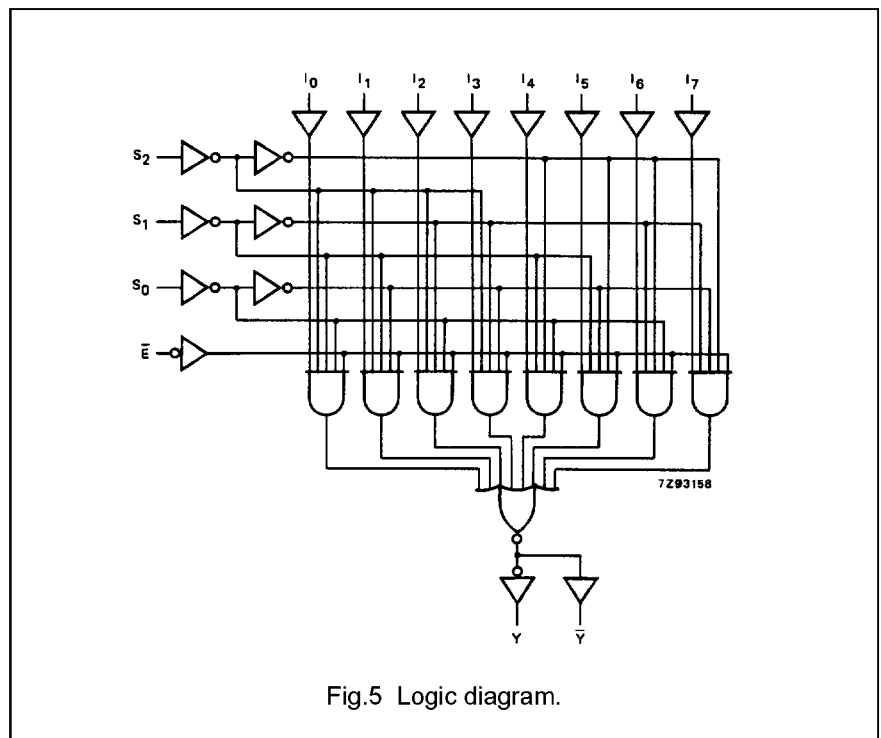 I0 I1 I2 I3 I4 I5 I6 I7
S2
S1
S0
E̅
7Z93158
Y Y̅
Fig.5 Logic diagram.